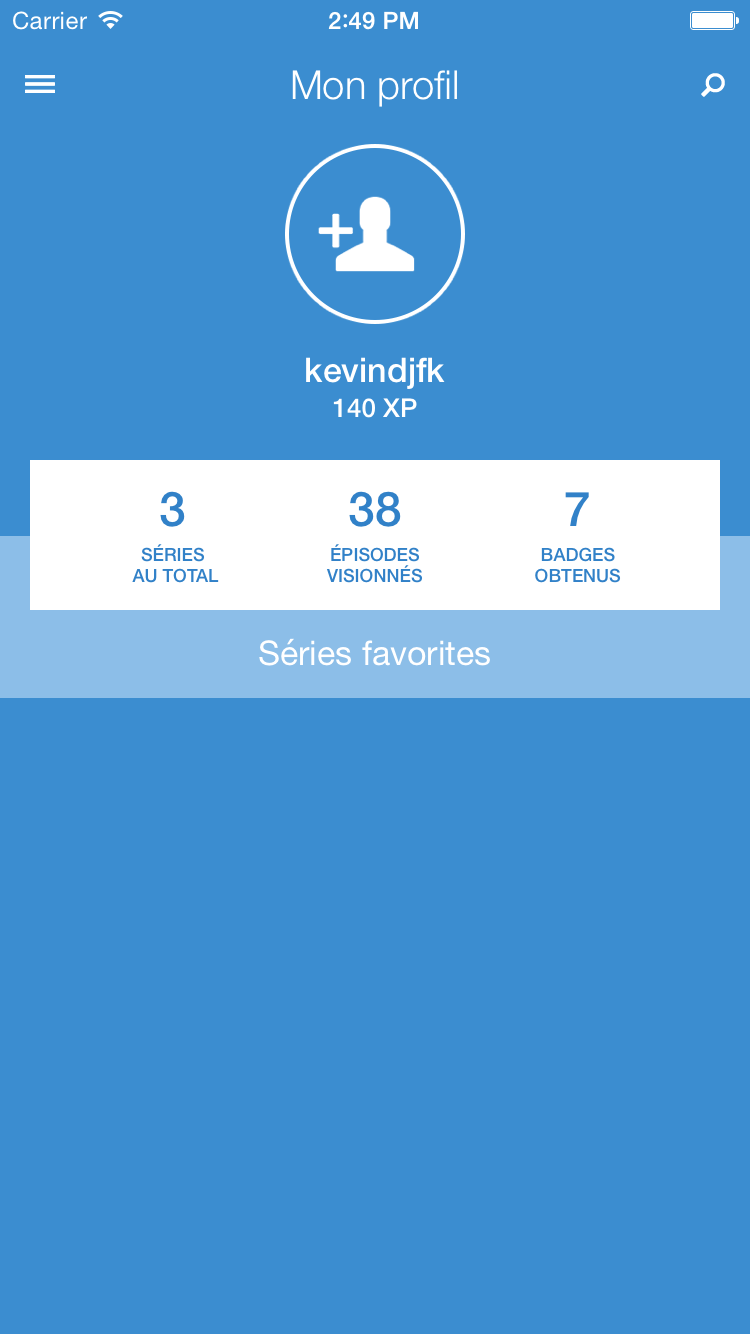 Carrier 2:49 PM
Mon profil
kevindjfk
140 XP
3 38 7
SÉRIES ÉPISODES BADGES
AU TOTAL VISIONNÉS OBTENUS
Séries favorites